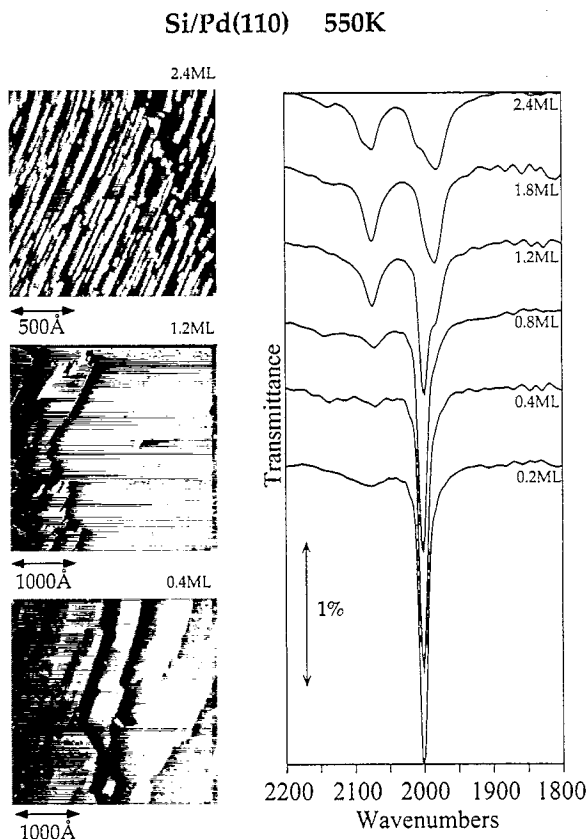 Si/Pd(110) 550K
2.4ML
500Å
1.2ML
1000Å
0.4ML
1000Å
Transmittance
2.4ML
1.8ML
1.2ML
0.8ML
0.4ML
0.2ML
1%
2200 2100 2000 1900 1800
Wavenumbers